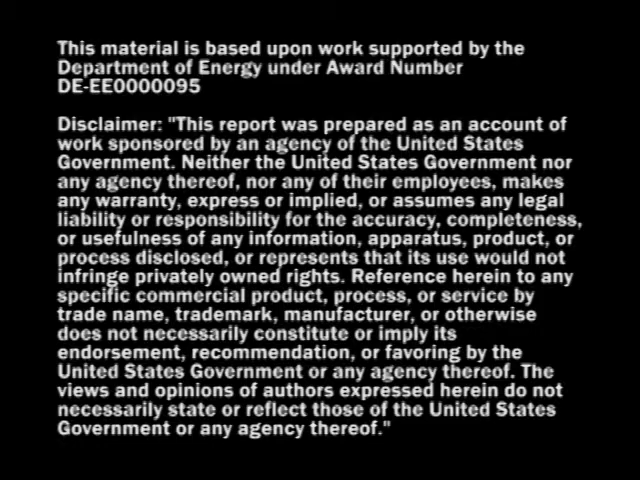 This material is based upon work supported by the
Department of Energy under Award Number
DE-EE0000095
Disclaimer: "This report was prepared as an account of
work sponsored by an agency of the United States
Government. Neither the United States Government nor
any agency thereof, nor any of their employees, makes
any warranty, express or implied, or assumes any legal
liability or responsibility for the accuracy, completeness,
or usefulness of any information, apparatus, product, or
process disclosed, or represents that its use would not
infringe privately owned rights. Reference herein to any
specific commercial product, process, or service by
trade name, trademark, manufacturer, or otherwise
does not necessarily constitute or imply its
endorsement, recommendation, or favoring by the
United States Government or any agency thereof. The
views and opinions of authors expressed herein do not
necessarily state or reflect those of the United States
Government or any agency thereof."